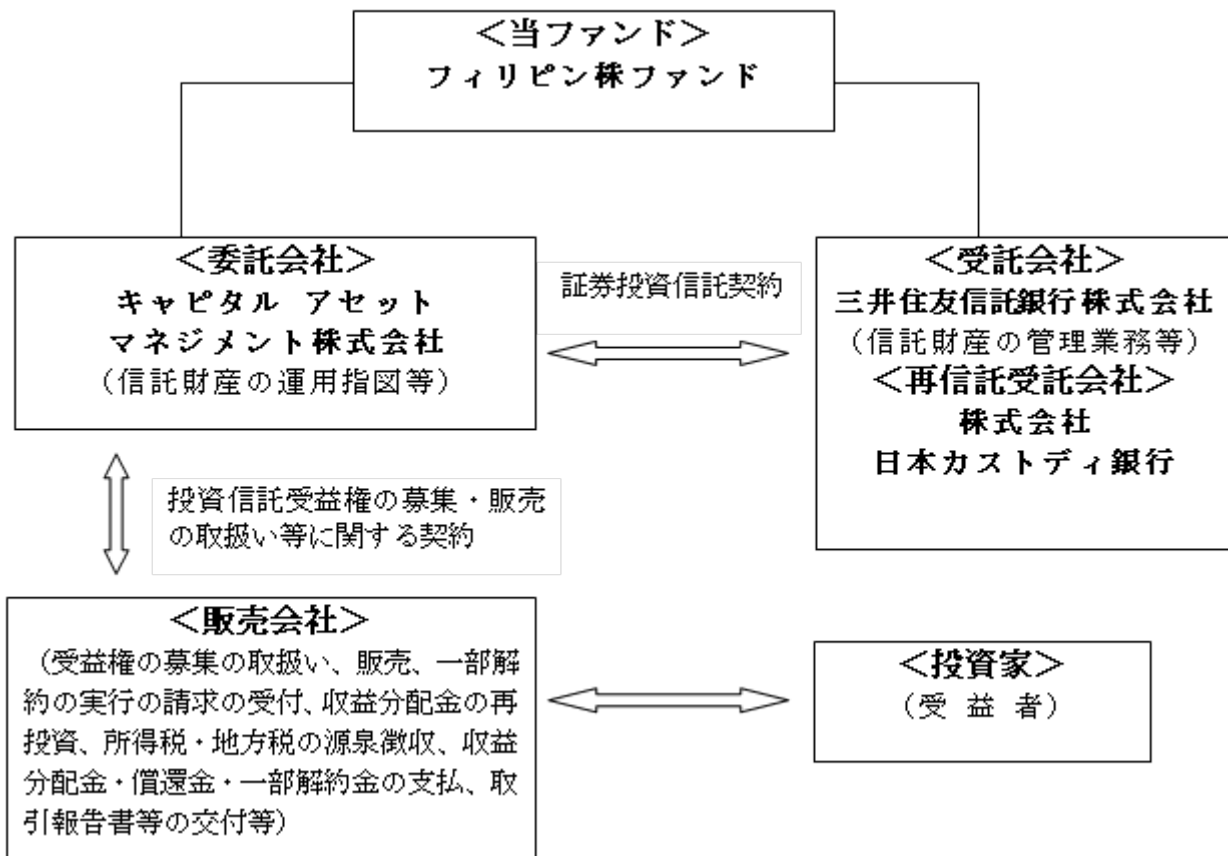 ＜当ファンド＞
フィリピン株ファンド
＜委託会社＞
キャピタル アセット
マネジメント株式会社
（信託財産の運用指図等）
証券投資信託契約
＜受託会社＞
三井住友信託銀行株式会社
（信託財産の管理業務等）
＜再信託受託会社＞
株式会社
日本カストディ銀行
投資信託受益権の募集・販売
の取扱い等に関する契約
＜販売会社＞
（受益権の募集の取扱い、販売、一部解
約の実行の請求の受付、収益分配金の再
投資、所得税・地方税の源泉徴収、収益
分配金・償還金・一部解約金の支払、取
引報告書等の交付等）
＜投資家＞
（受 益 者）